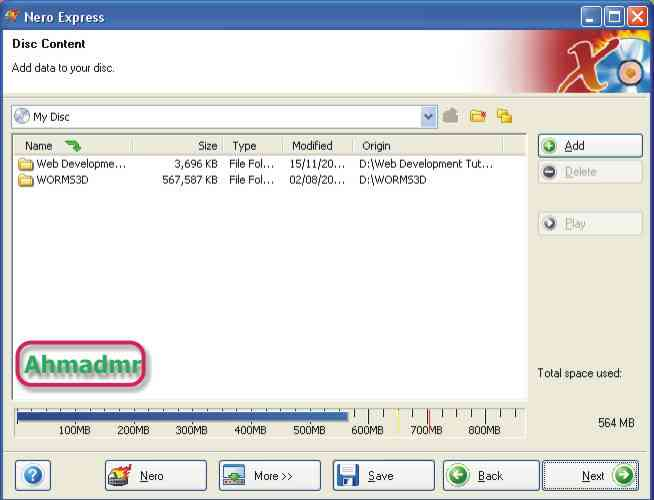 Nero Express
Disc Content
Add data to your disc.
My Disc
Name Size Type Modified Origin
Web Developme... 3,696 KB File Fol... 15/11/20... D:\Web Development Tut...
WORMS3D 567,587 KB File Fol... 02/08/20... D:\WORMS3D
Add
Delete
Play
Ahmadmr
Total space used:
100MB 200MB 300MB 400MB 500MB 600MB 700MB 800MB
564 MB
? Nero More >> Save Back Next